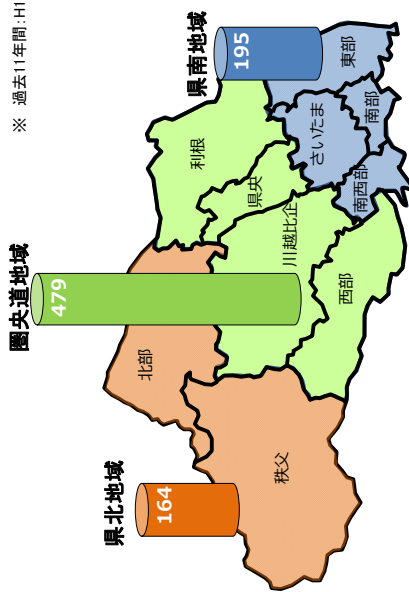 ※ 過去11年間：H1
県北地域
164
圏央道地域
479
県南地域
195
秩父
北部
西部
川越比企
県央
利根
さいたま
南西部
南部
東部